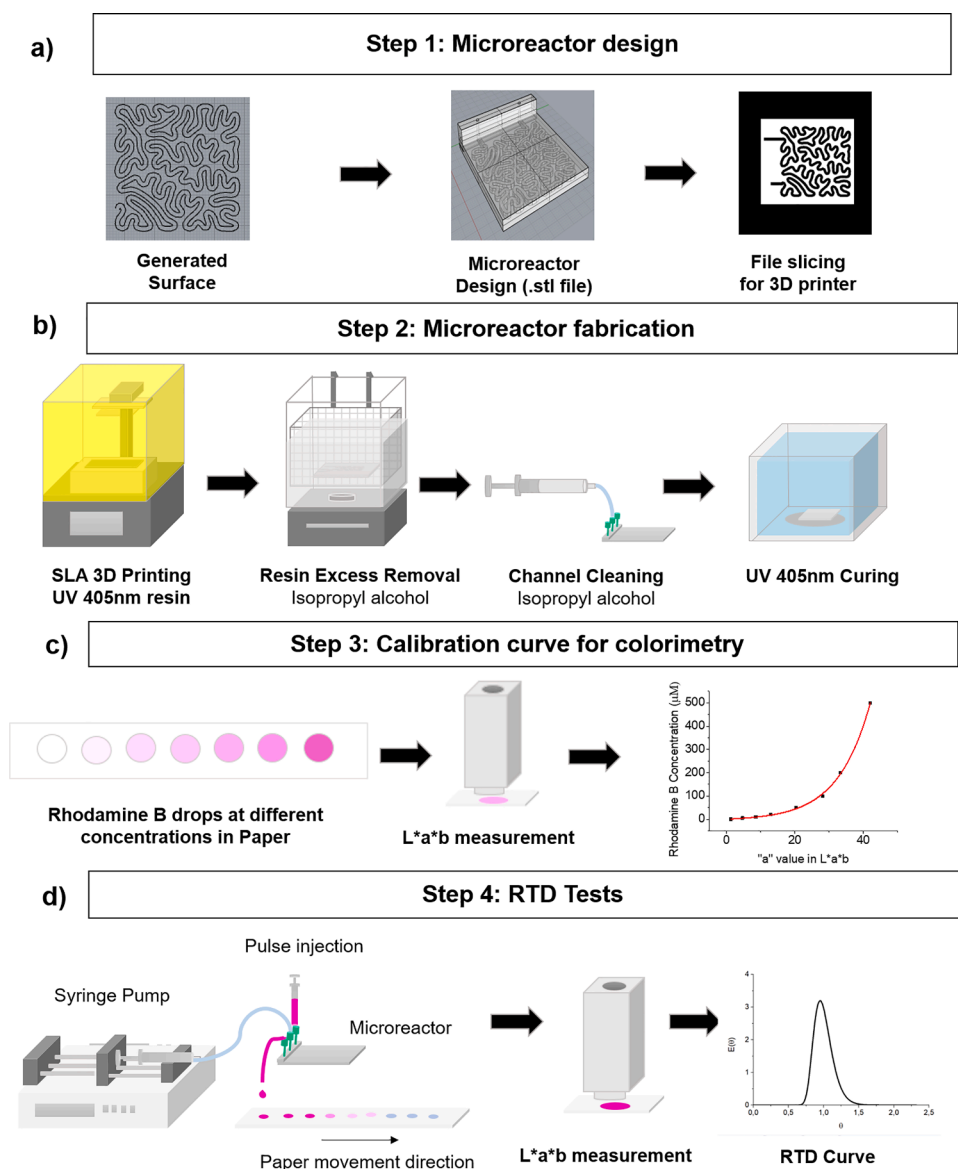 a)
Step 1: Microreactor design
Generated
Surface
Microreactor
Design (.stl file)
File slicing
for 3D printer
b)
Step 2: Microreactor fabrication
SLA 3D Printing
UV 405nm resin
Resin Excess Removal
Isopropyl alcohol
Channel Cleaning
Isopropyl alcohol
UV 405nm Curing
c)
Step 3: Calibration curve for colorimetry
Rhodamine B drops at different
concentrations in Paper
L*a*b measurement
Rhodamine B Concentration (μM)
500
400
300
200
100
0
0
20
40
"a" value in L*a*b
d)
Step 4: RTD Tests
Pulse injection
Syringe Pump
Microreactor
Paper movement direction
L*a*b measurement
E(θ)
4
3
2
1
0
0,0
0,5
1,0
1,5
2,0
2,5
θ
RTD Curve